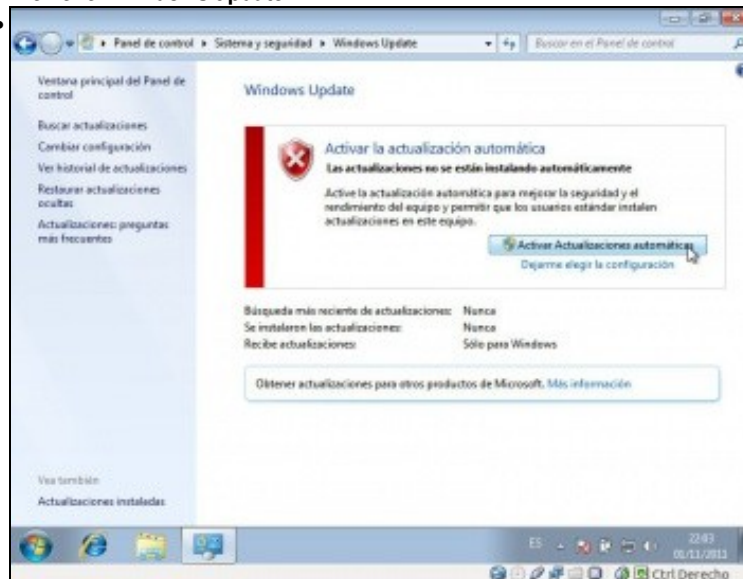 Panel de control ▸ Sistema y seguridad ▸ Windows Update
Buscar en el Panel de control
Ventana principal del Panel de
control
Buscar actualizaciones
Cambiar configuración
Ver historial de actualizaciones
Restaurar actualizaciones
ocultas
Actualizaciones: preguntas
más frecuentes
Windows Update
Activar la actualización automática
Las actualizaciones no se están instalando automáticamente
Active la actualización automática para mejorar la seguridad y el
rendimiento del equipo y permitir que los usuarios estándar instalen
actualizaciones en este equipo.
Activar Actualizaciones automáticas
Dejarme elegir la configuración
Búsqueda más reciente de actualizaciones: Nunca
Se instalaron las actualizaciones: Nunca
Recibe actualizaciones: Sólo para Windows
Obtener actualizaciones para otros productos de Microsoft. Más información
Vea también
Actualizaciones instaladas
ES
22:43
01/11/2011
Ctrl Derecho